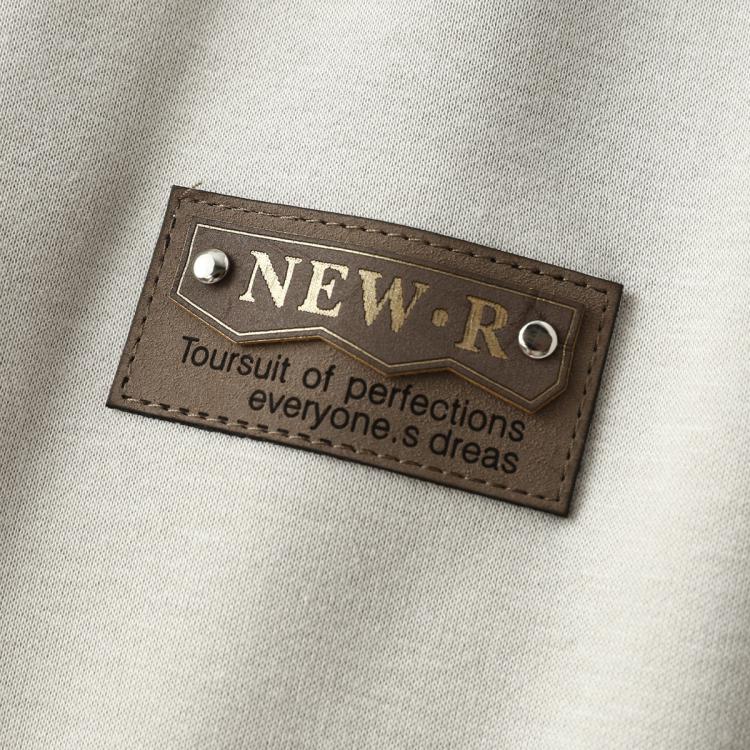 NEW·R
Toursuit of perfections
everyone.s dreas